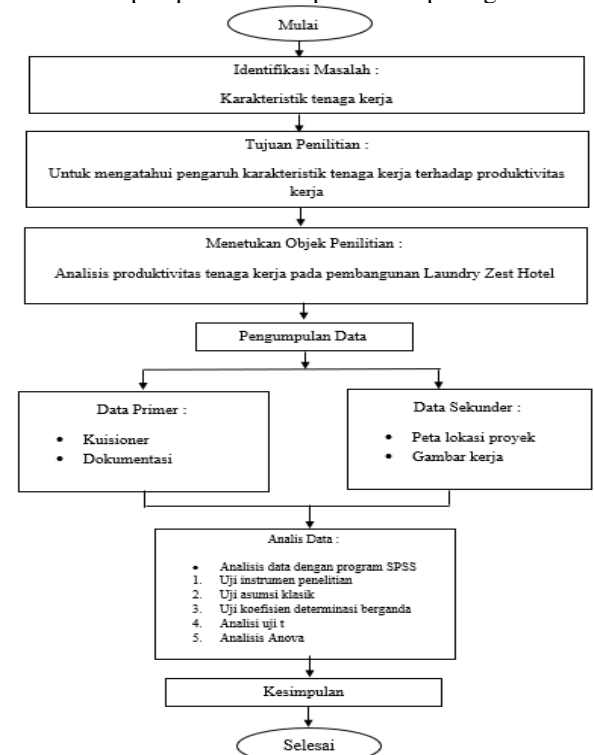 Mulai
Identifikasi Masalah :
Karakteristik tenaga kerja
Tujuan Penilitian :
Untuk mengatahui pengaruh karakteristik tenaga kerja terhadap produktivitas
kerja
Menetukan Objek Penilitian :
Analisis produktivitas tenaga kerja pada pembangunan Laundry Zest Hotel
Pengumpulan Data
Data Primer :
• Kuisioner
• Dokumentasi
Data Sekunder :
• Peta lokasi proyek
• Gambar kerja
Analis Data :
• Analisis data dengan program SPSS
1. Uji instrumen penelitian
2. Uji asumsi klasik
3. Uji koefisien determinasi berganda
4. Analisi uji t
5. Analisis Anova
Kesimpulan
Selesai